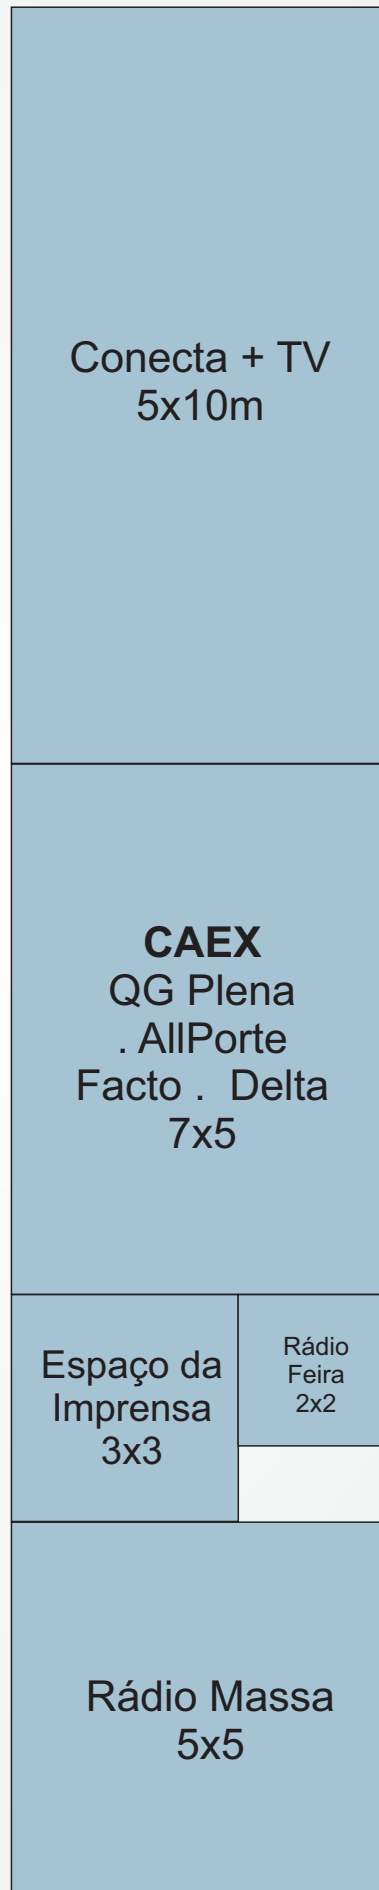 Conecta + TV
5x10m
CAEX
QG Plena
. AllPorte
Facto .  Delta
7x5
Espaço da
Imprensa
3x3
Rádio
Feira
2x2
Rádio Massa
5x5